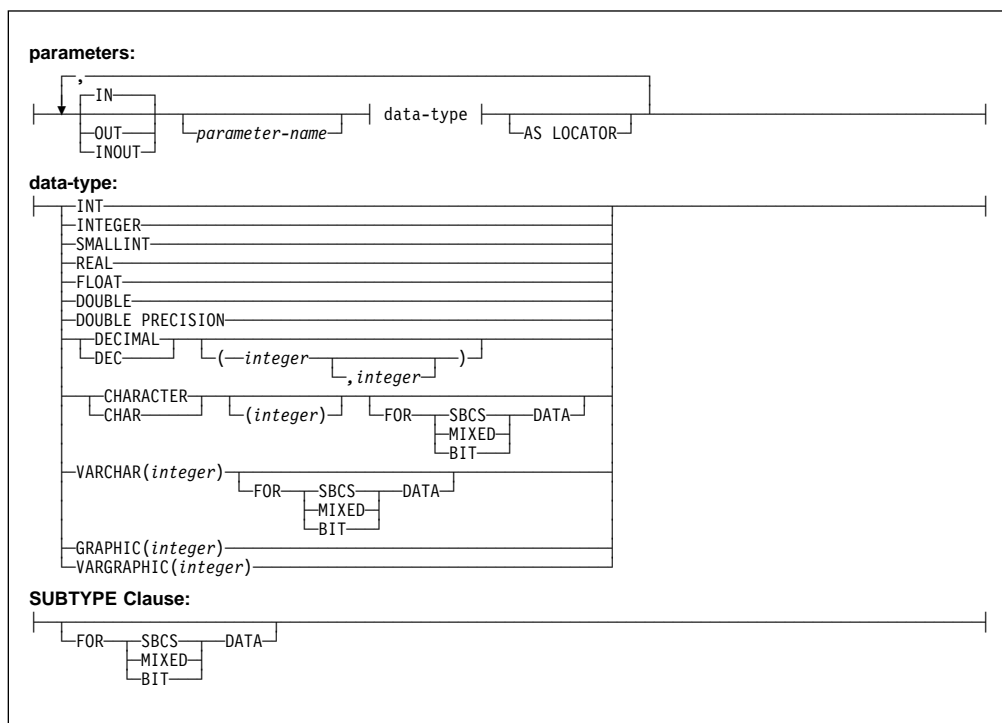 parameters:
,
IN
data-type
OUT parameter-name AS LOCATOR
INOUT
data-type:
INT
INTEGER
SMALLINT
REAL
FLOAT
DOUBLE
DOUBLE PRECISION
DECIMAL
DEC ( integer )
,integer
CHARACTER
CHAR (integer) FOR SBCS DATA
MIXED
BIT
VARCHAR(integer)
FOR SBCS DATA
MIXED
BIT
GRAPHIC(integer)
VARGRAPHIC(integer)
SUBTYPE Clause:
FOR SBCS DATA
MIXED
BIT